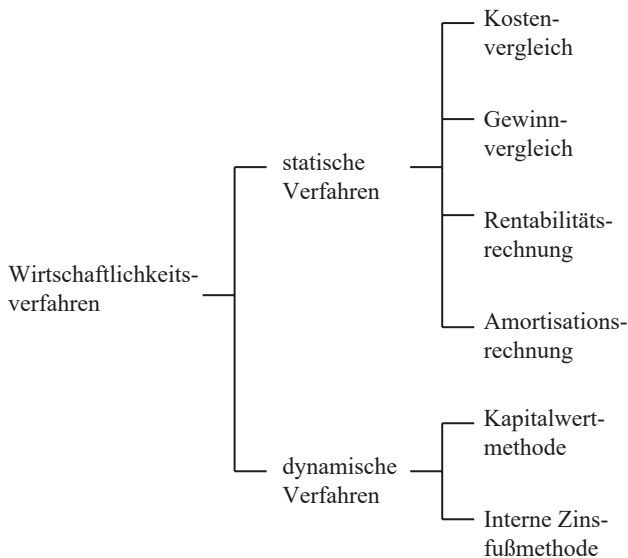 Kosten-
vergleich
Gewinn-
vergleich
statische
Verfahren
Rentabilitäts-
rechnung
Wirtschaftlichkeits-
verfahren
Amortisations-
rechnung
Kapitalwert-
methode
dynamische
Verfahren
Interne Zins-
fußmethode